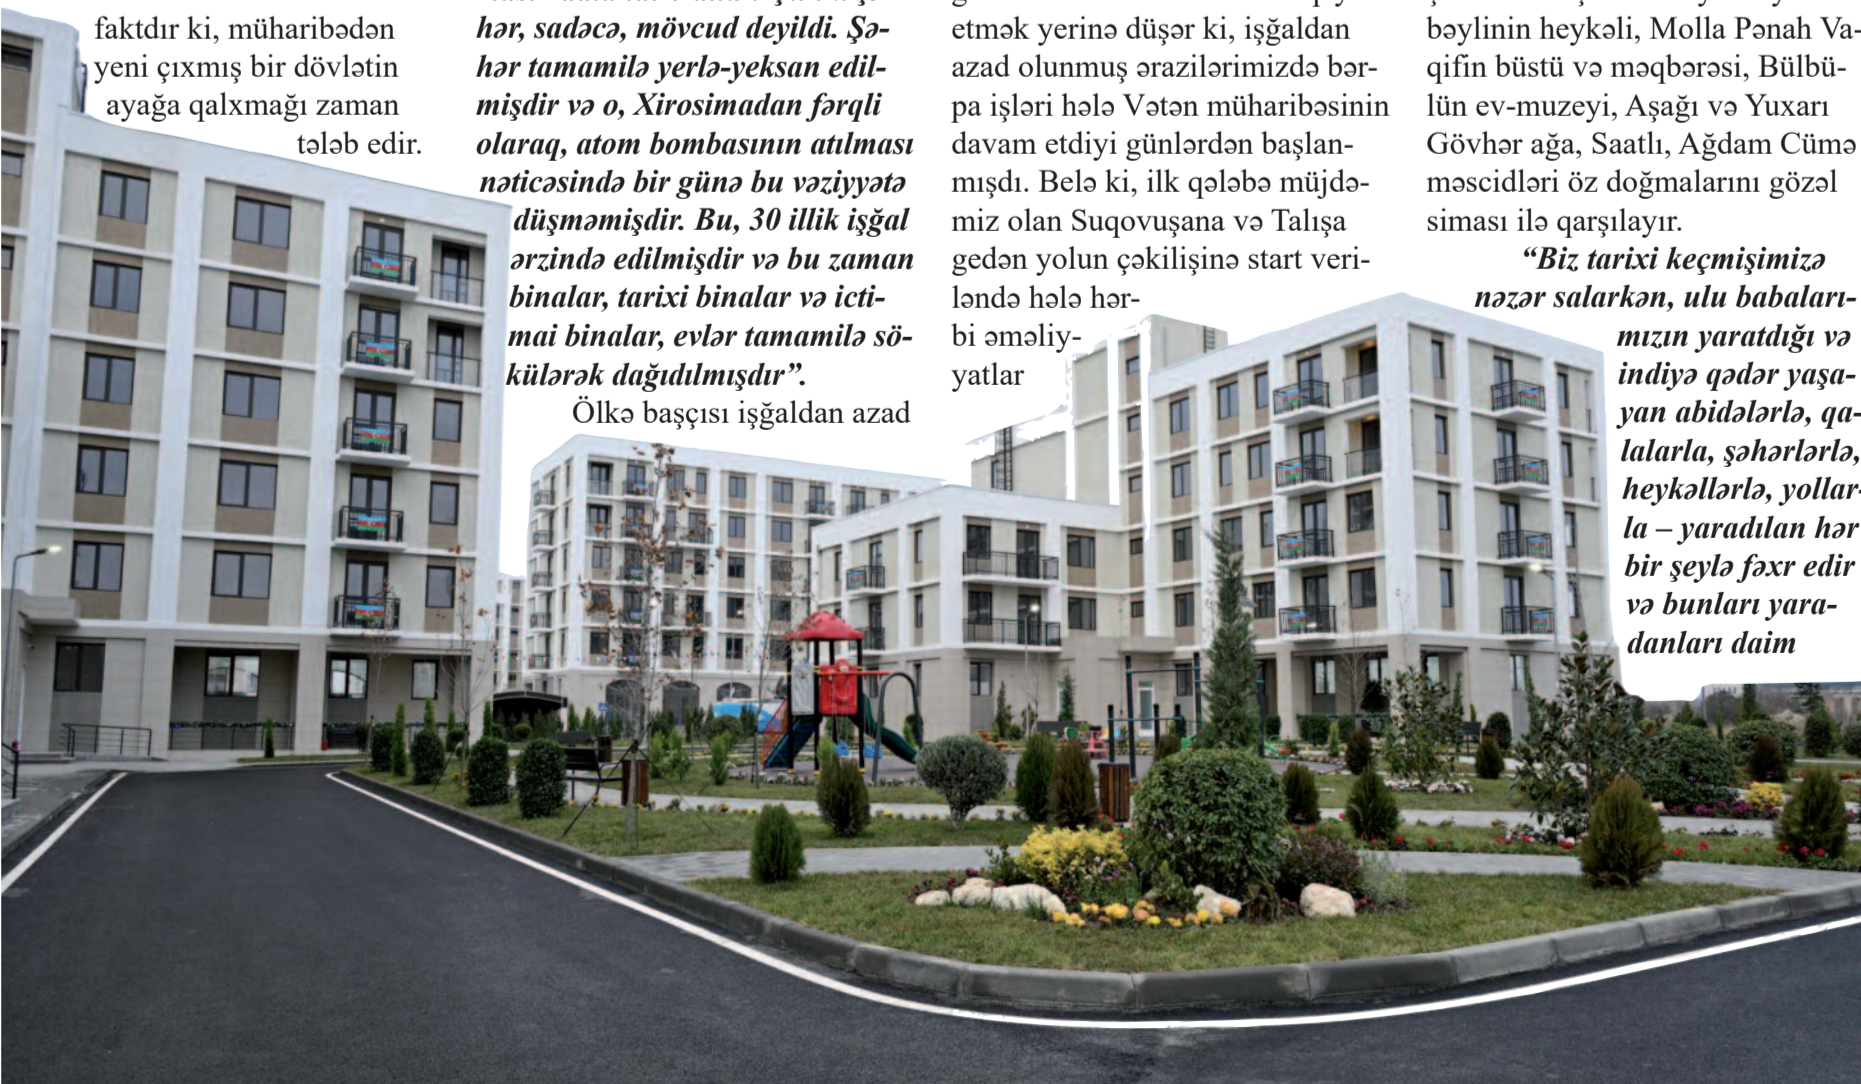 faktdır ki, müharibədən
yeni çıxmış bir dövlətin
ayağa qalxmağı zaman
tələb edir.
hər, sadəcə, mövcud deyildi. Şə-
hər tamamilə yerlə-yeksan edil-
mişdir və o, Xirosimadan fərqli
olaraq, atom bombasının atılması
nəticəsində bir günə bu vəziyyətə
düşməmişdir. Bu, 30 illik işğal
ərzində edilmişdir və bu zaman
binalar, tarixi binalar və icti-
mai binalar, evlər tamamilə sö-
külərək dağıdılmışdır”.
Ölkə başçısı işğaldan azad
etmək yerinə düşər ki, işğaldan
azad olunmuş ərazilərimizdə bər-
pa işləri hələ Vətən müharibəsinin
davam etdiyi günlərdən başlan-
mışdı. Belə ki, ilk qələbə müjdə-
miz olan Suqovuşana və Talışa
gedən yolun çəkilişinə start veri-
ləndə hələ hər-
bi əməliy-
yatlar
bəylinin heykəli, Molla Pənah Va-
qifin büstü və məqbərəsi, Bülbü-
lün ev-muzeyi, Aşağı və Yuxarı
Gövhər ağa, Saatlı, Ağdam Cümə
məscidləri öz doğmalarını gözəl
siması ilə qarşılayır.
“Biz tarixi keçmişimizə
nəzər salarkən, ulu babaları-
mızın yaratdığı və
indiyə qədər yaşa-
yan abidələrlə, qa-
lalarla, şəhərlərlə,
heykəllərlə, yollar-
la – yaradılan hər
bir şeylə fəxr edir
və bunları yara-
danları daim